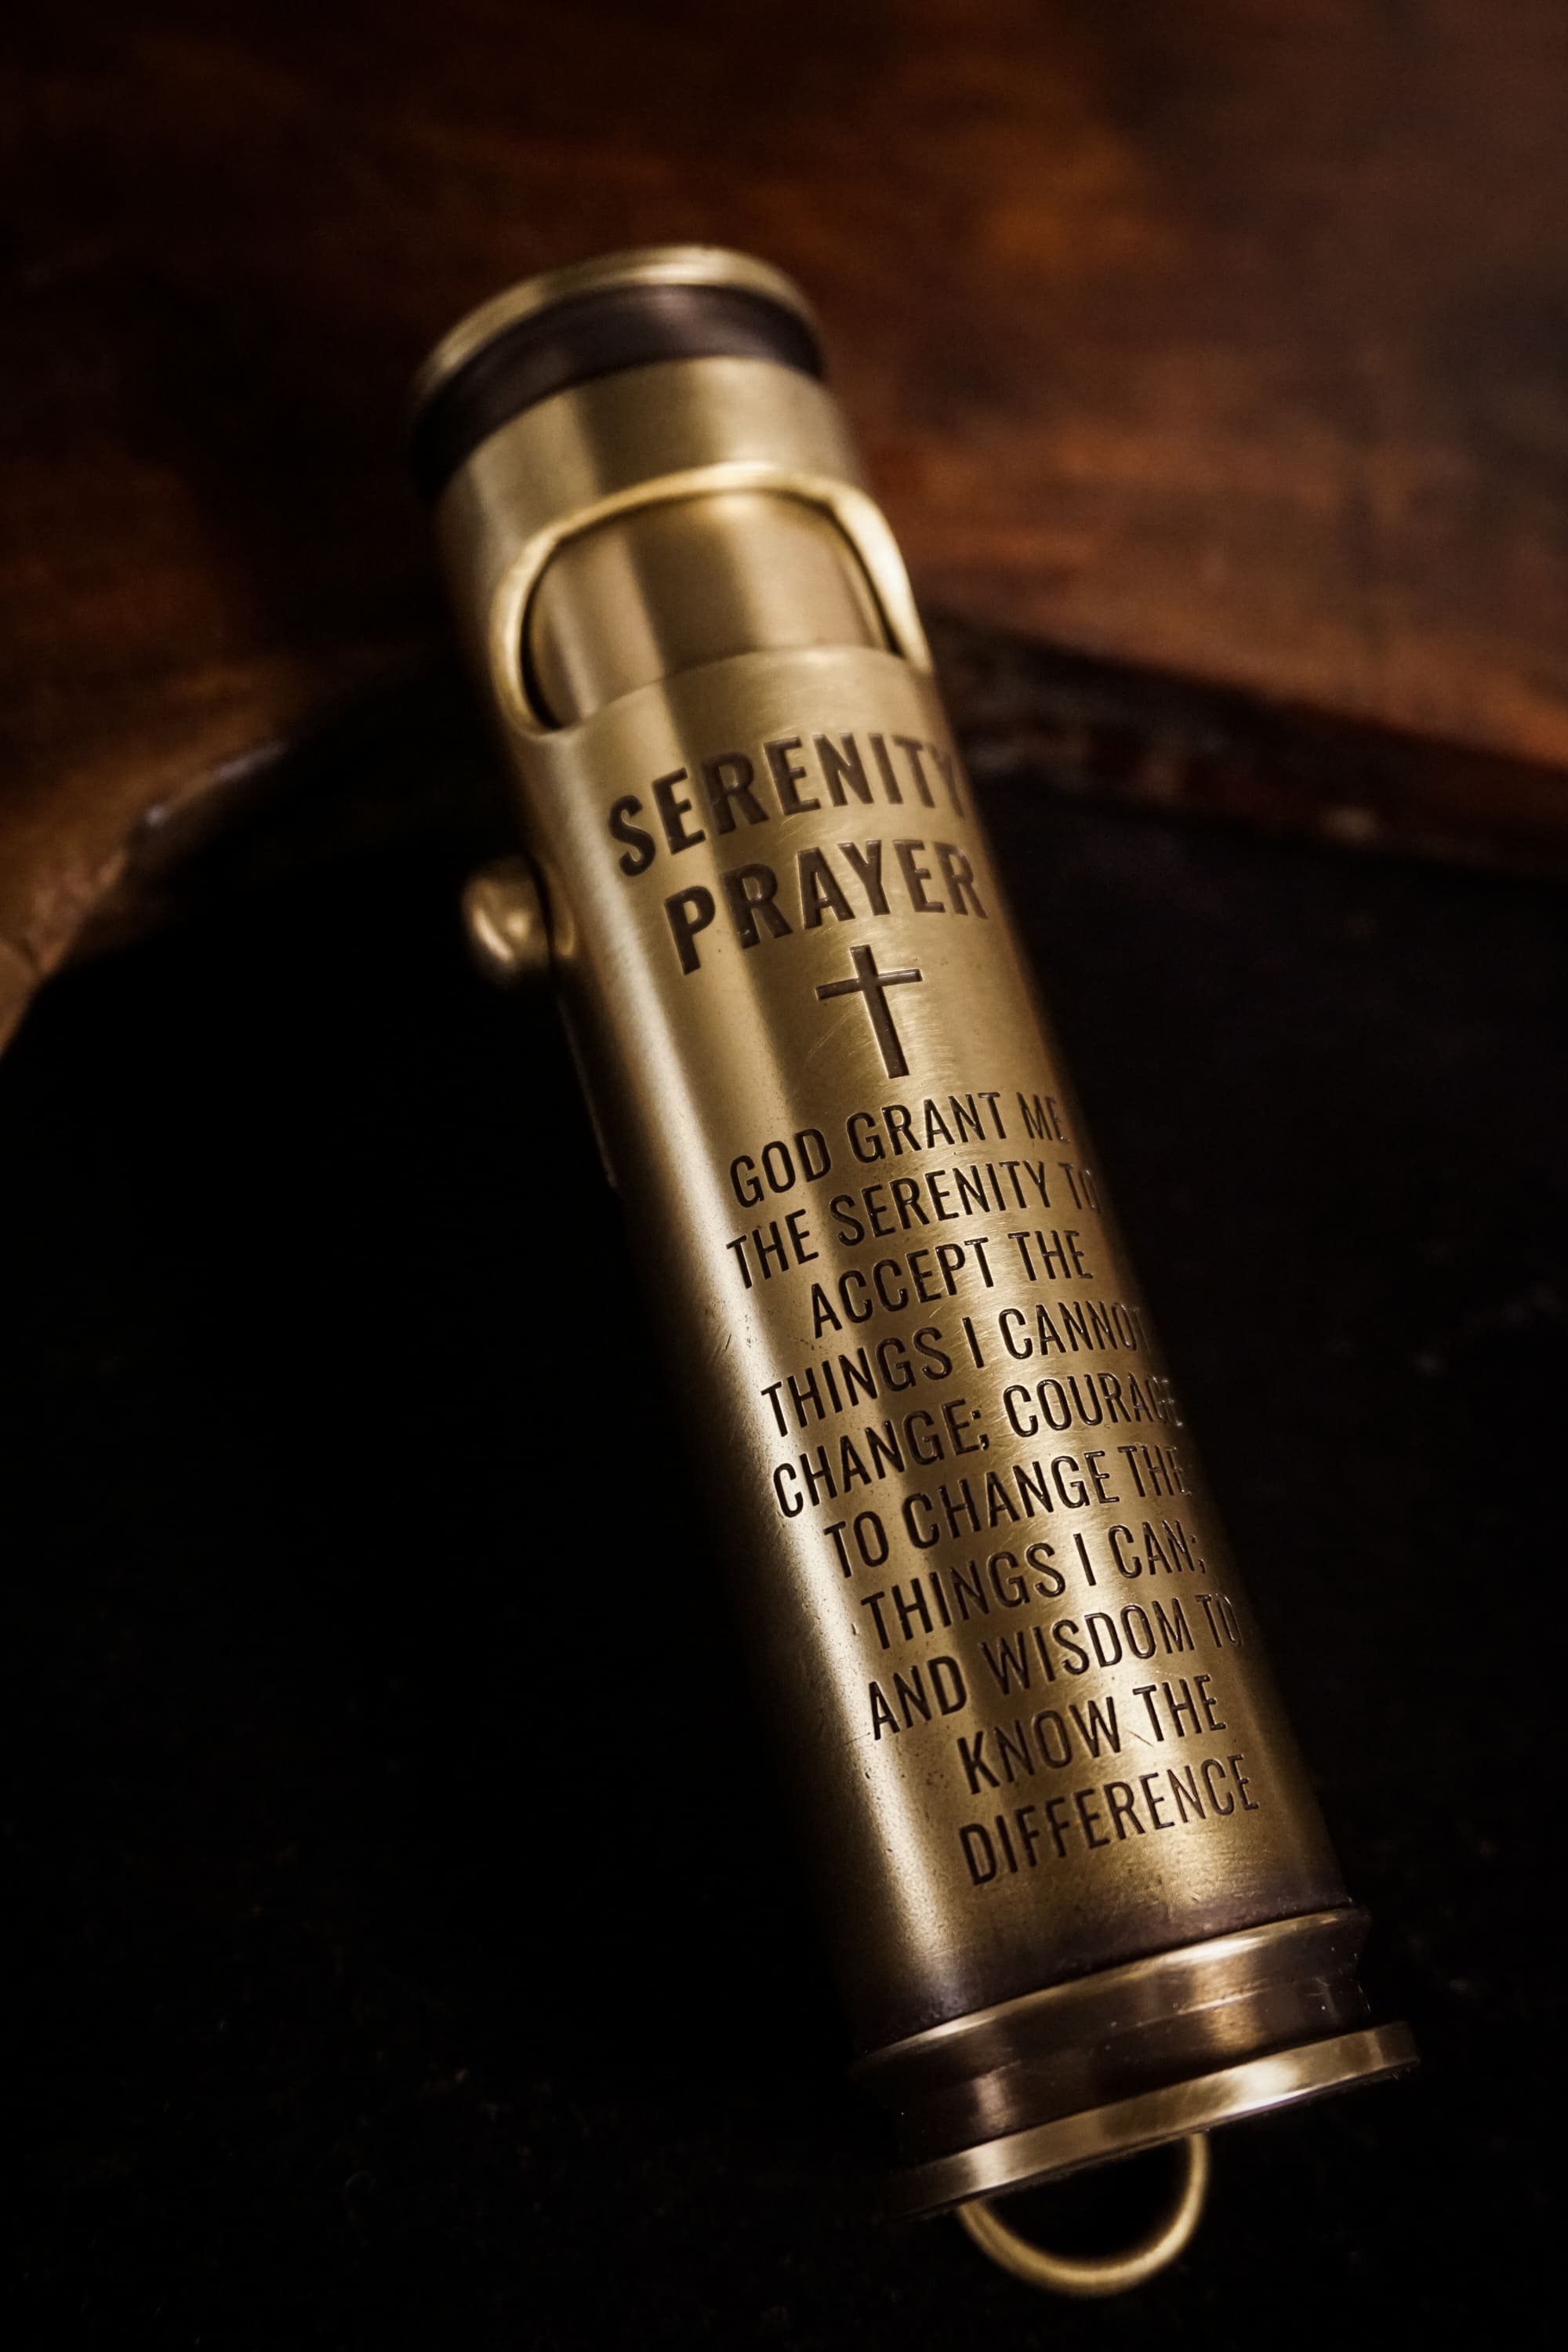 SERENITY
PRAYER
GOD GRANT ME
THE SERENITY TO
ACCEPT THE
THINGS I CANNOT
CHANGE; COURAGE
TO CHANGE THE
THINGS I CAN;
AND WISDOM TO
KNOW THE
DIFFERENCE